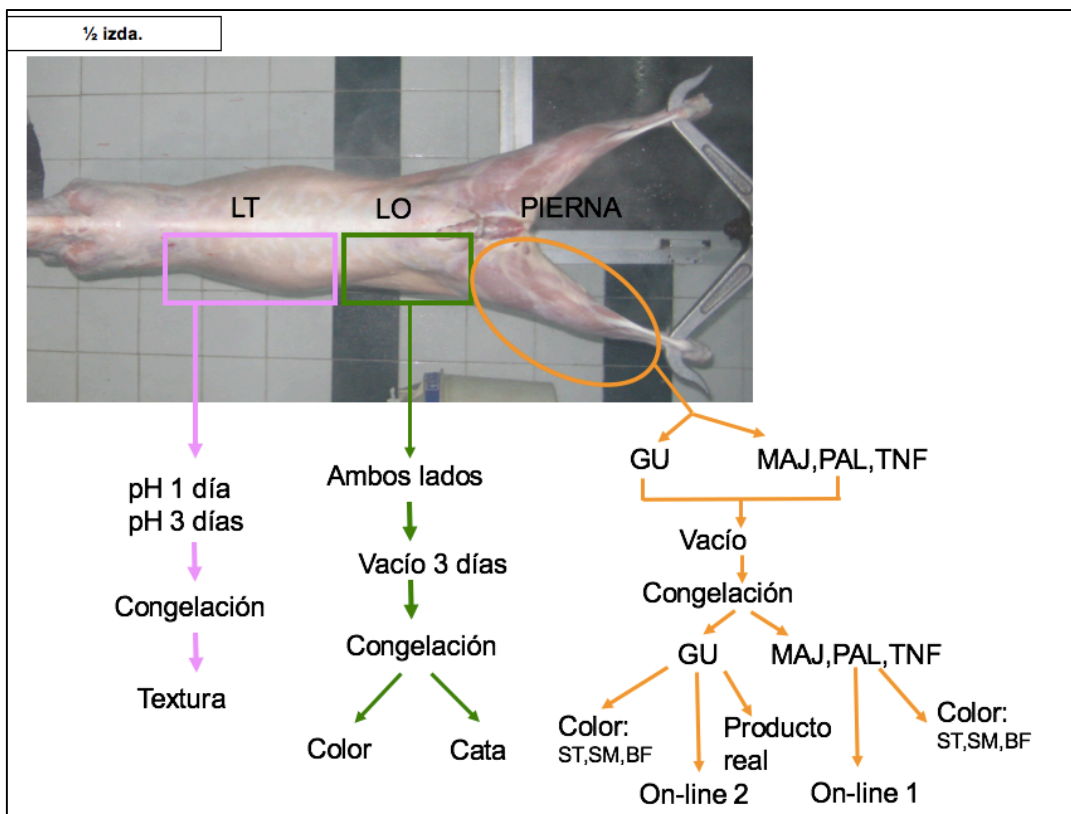 ½ izda.
LT
LO
PIERNA
pH 1 día
pH 3 días
Congelación
Textura
Ambos lados
Vacío 3 días
Congelación
Color
Cata
GU
MAJ,PAL,TNF
Vacío
Congelación
GU
MAJ,PAL,TNF
Color:
ST,SM,BF
Producto
real
Color:
ST,SM,BF
On-line 2
On-line 1